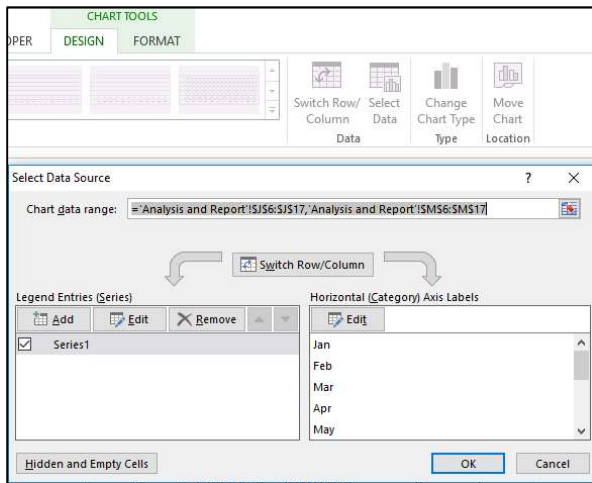 CHART TOOLS
OPER DESIGN FORMAT
Switch Row/ Select Change Move
Column Data Chart Type Chart
Data Type Location
Select Data Source ? ×
Chart data range: ='Analysis and Report'!$J$6:$J$17,'Analysis and Report'!$M$6:$M$17
Switch Row/Column
Legend Entries (Series) Horizontal (Category) Axis Labels
Add Edit Remove Edit
Series1 Jan
Feb
Mar
Apr
May
Hidden and Empty Cells OK Cancel